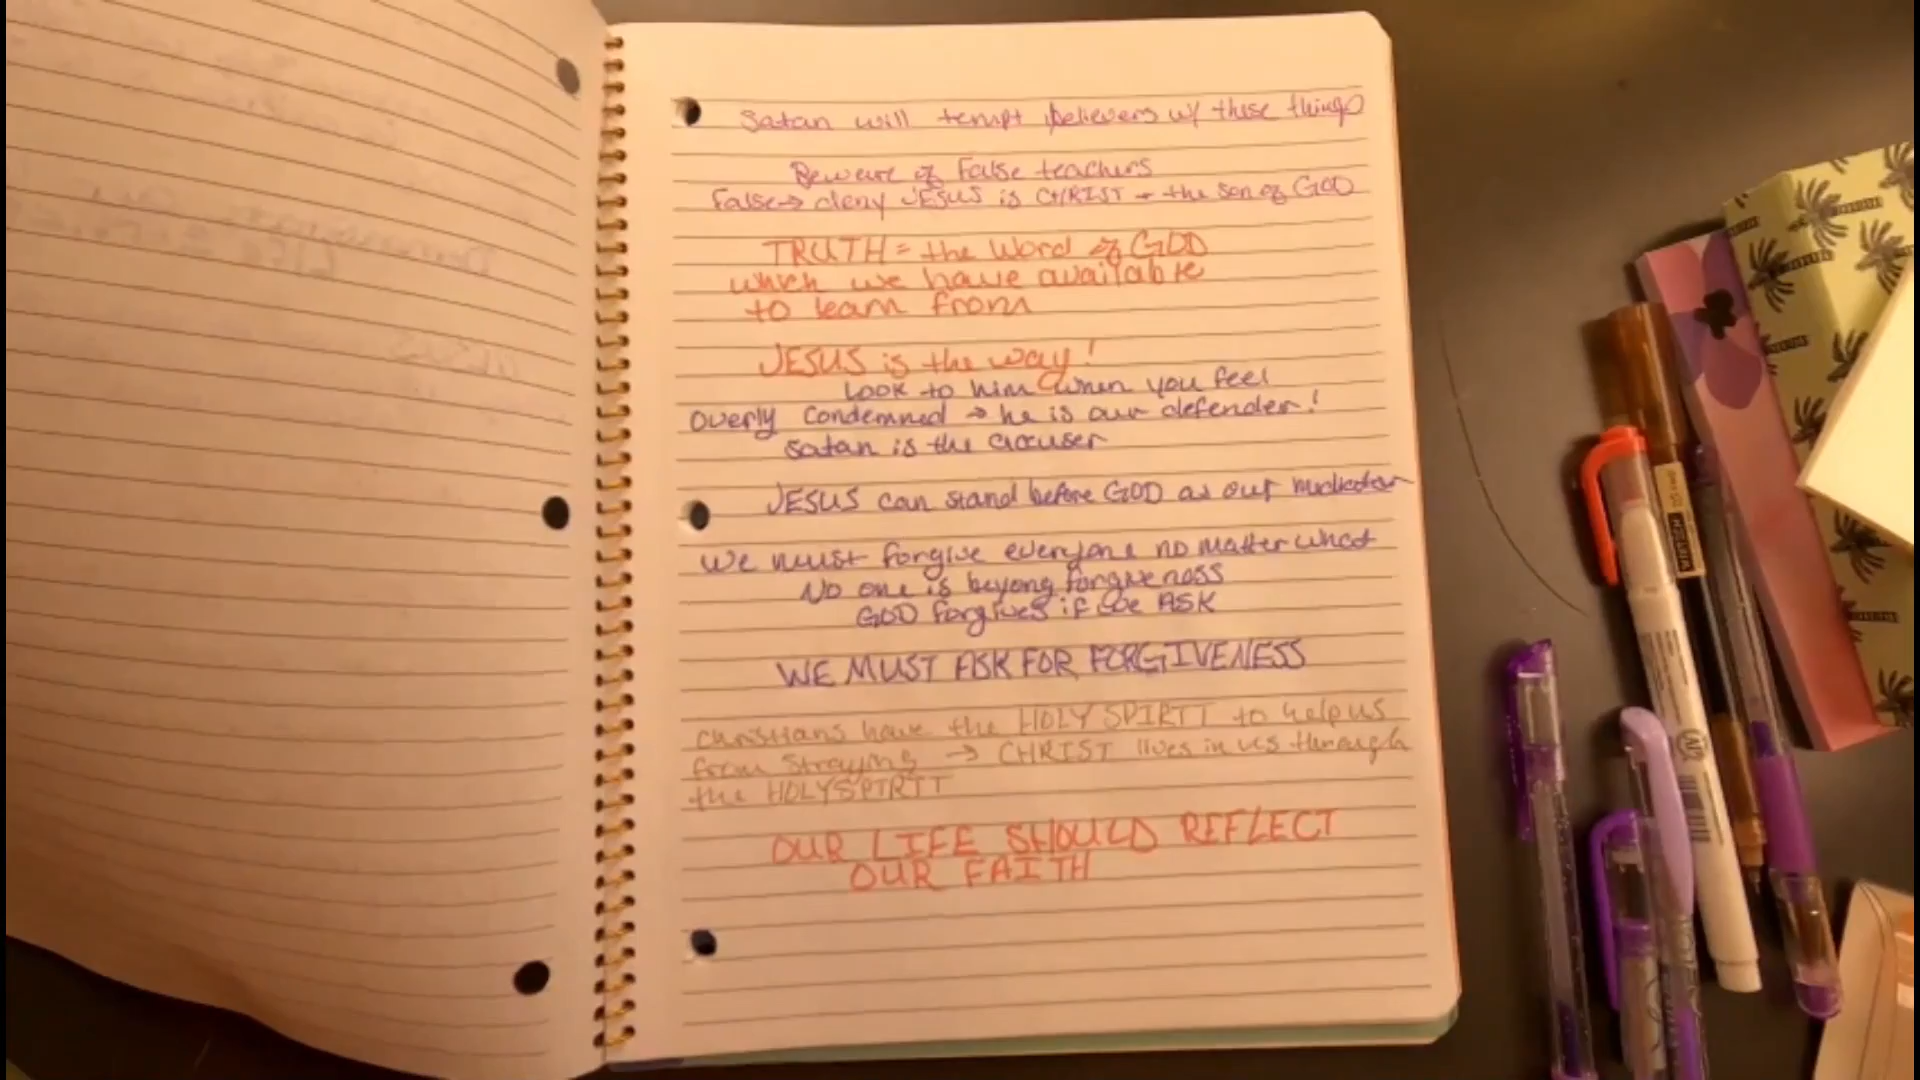 Satan will tempt believers w/ these things
Beware of False teachers
False → deny JESUS is CHRIST + the son of GOD
TRUTH = the Word of GOD
which we have available
to learn from
JESUS is the way!
Look to him when you feel
overly condemned → he is our defender!
Satan is the accuser
JESUS can stand before GOD as our mediator
We must forgive everyone no matter what
No one is beyong forgiveness
GOD forgives if we ASK
WE MUST ASK FOR FORGIVENESS
Christians have the HOLY SPIRIT to help us
from straying → CHRIST lives in us through
the HOLYSPIRIT
OUR LIFE SHOULD REFLECT
OUR FAITH